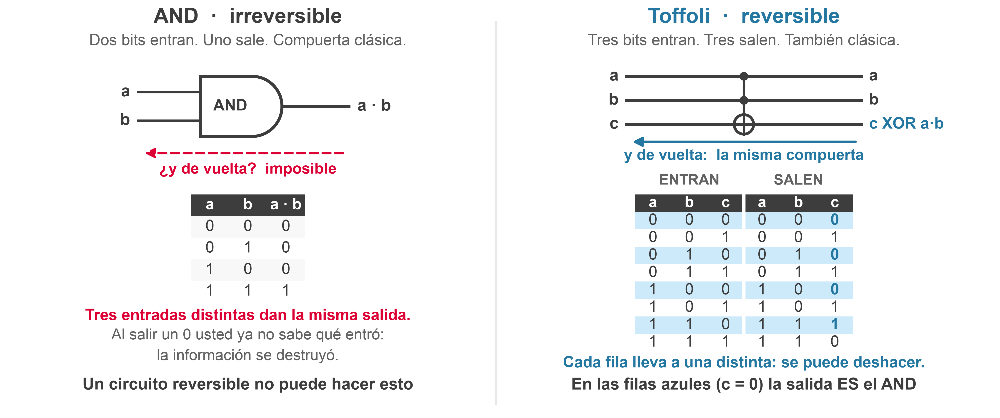 AND · irreversible
Dos bits entran. Uno sale. Compuerta clásica.
a
b
AND
a · b
¿y de vuelta? imposible
a b a · b
0 0 0
0 1 0
1 0 0
1 1 1
Tres entradas distintas dan la misma salida.
Al salir un 0 usted ya no sabe qué entró:
la información se destruyó.
Un circuito reversible no puede hacer esto
Toffoli · reversible
Tres bits entran. Tres salen. También clásica.
a a
b b
c c XOR a·b
y de vuelta: la misma compuerta
ENTRAN SALEN
a b c a b c
0 0 0 0 0 0
0 0 1 0 0 1
0 1 0 0 1 0
0 1 1 0 1 1
1 0 0 1 0 0
1 0 1 1 0 1
1 1 0 1 1 1
1 1 1 1 1 0
Cada fila lleva a una distinta: se puede deshacer.
En las filas azules (c = 0) la salida ES el AND